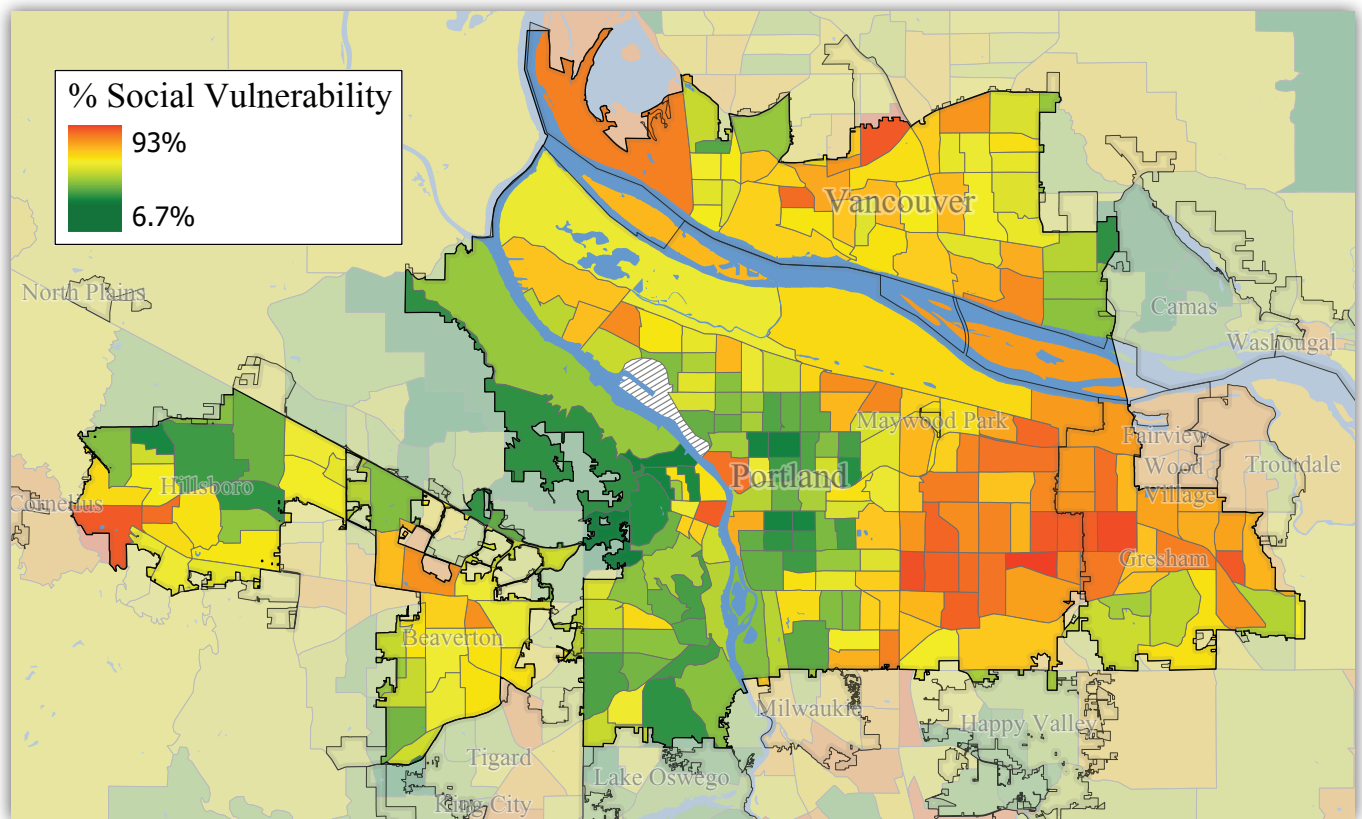 % Social Vulnerability
93%
6.7%
Vancouver
North Plains
Camas
Washougal
Maywood Park
Fairview
Wood
Village
Troutdale
Portland
Hillsboro
Cornelius
Gresham
Beaverton
Milwaukie
Happy Valley
Tigard
Lake Oswego
King City